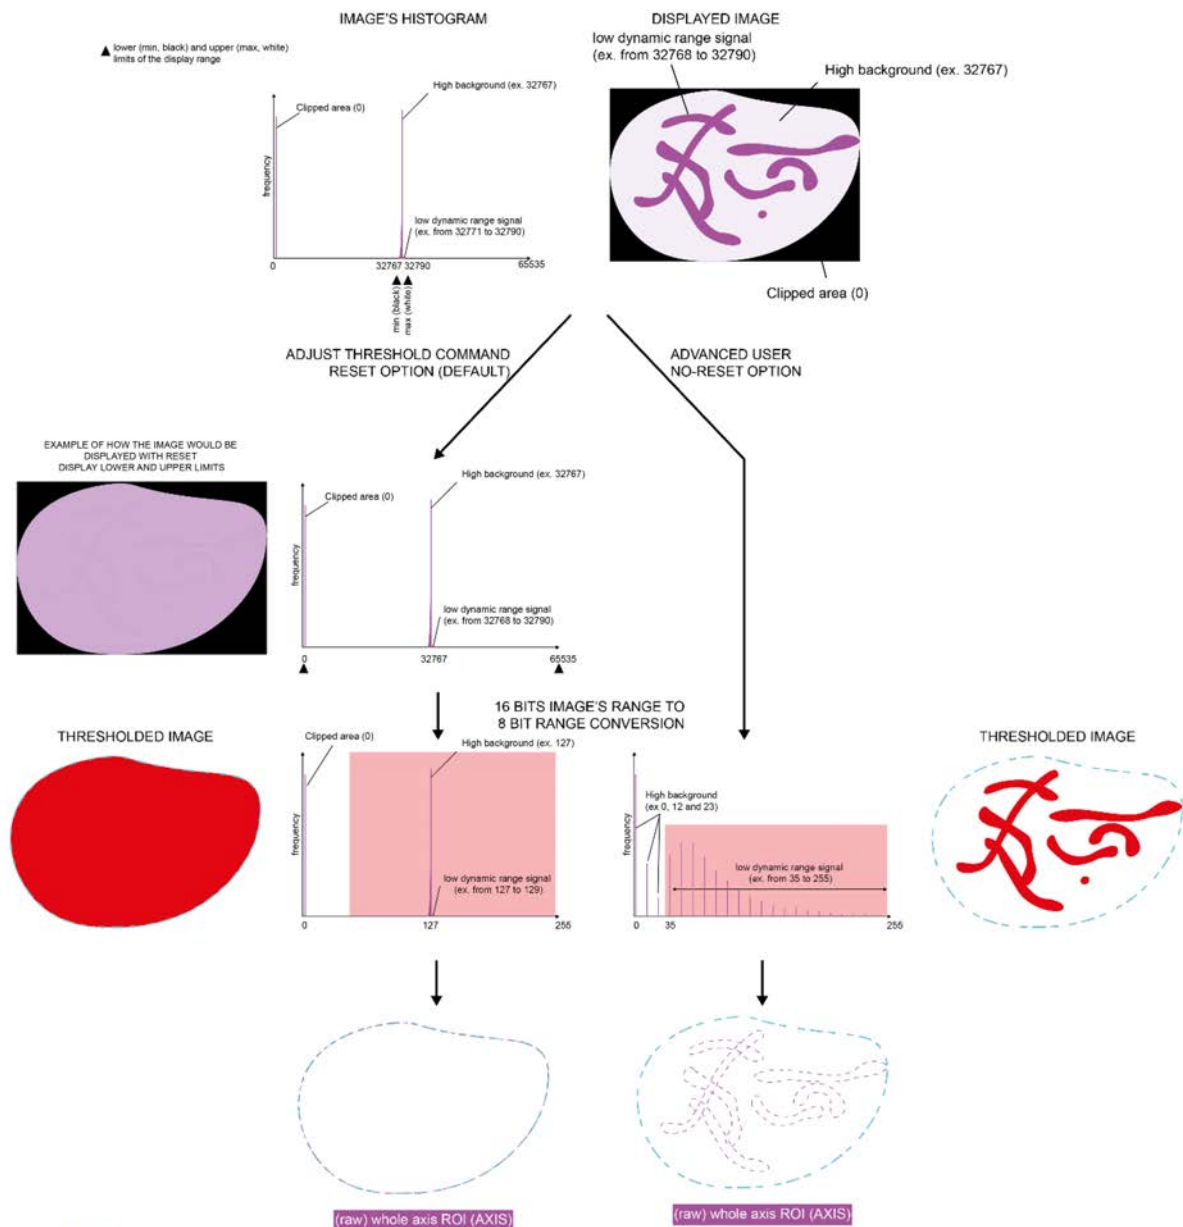 IMAGE'S HISTOGRAM
DISPLAYED IMAGE
lower (min, black) and upper (max, white)
limits of the display range
low dynamic range signal
(ex. from 32768 to 32790)
High background (ex. 32767)
High background (ex. 32767)
Clipped area (0)
frequency
low dynamic range signal
(ex. from 32771 to 32790)
0
32767
32790
65535
min (black)
max (white)
Clipped area (0)
ADJUST THRESHOLD COMMAND
RESET OPTION (DEFAULT)
ADVANCED USER
NO-RESET OPTION
EXAMPLE OF HOW THE IMAGE WOULD BE
DISPLAYED WITH RESET
DISPLAY LOWER AND UPPER LIMITS
High background (ex. 32767)
Clipped area (0)
frequency
low dynamic range signal
(ex. from 32768 to 32790)
0
32767
65535
16 BITS IMAGE'S RANGE TO
8 BIT RANGE CONVERSION
THRESHOLDED IMAGE
Clipped area (0)
High background (ex. 127)
frequency
low dynamic range signal
(ex. from 127 to 129)
0
127
255
High background
(ex 0, 12 and 23)
frequency
low dynamic range signal
(ex. from 35 to 255)
0
35
255
THRESHOLDED IMAGE
(raw) whole axis ROI (AXIS)
(raw) whole axis ROI (AXIS)